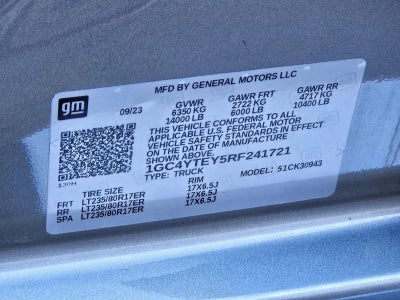 MFD BY GENERAL MOTORS LLC
gm
09/23 GVWR GAWR FRT GAWR RR
6350 KG 2722 KG 4717 KG
14000 LB 6000 LB 10400 LB
THIS VEHICLE CONFORMS TO ALL
APPLICABLE U.S. FEDERAL MOTOR
VEHICLE SAFETY STANDARDS IN EFFECT
ON THE DATE OF MANUFACTURE
1GC4YTEY5RF241721
TYPE: TRUCK MODEL: 51CK30943
TIRE SIZE RIM
FRT LT235/80R17ER 17X6.5J
RR LT235/80R17ER 17X6.5J
SPA LT235/80R17ER 17X6.5J